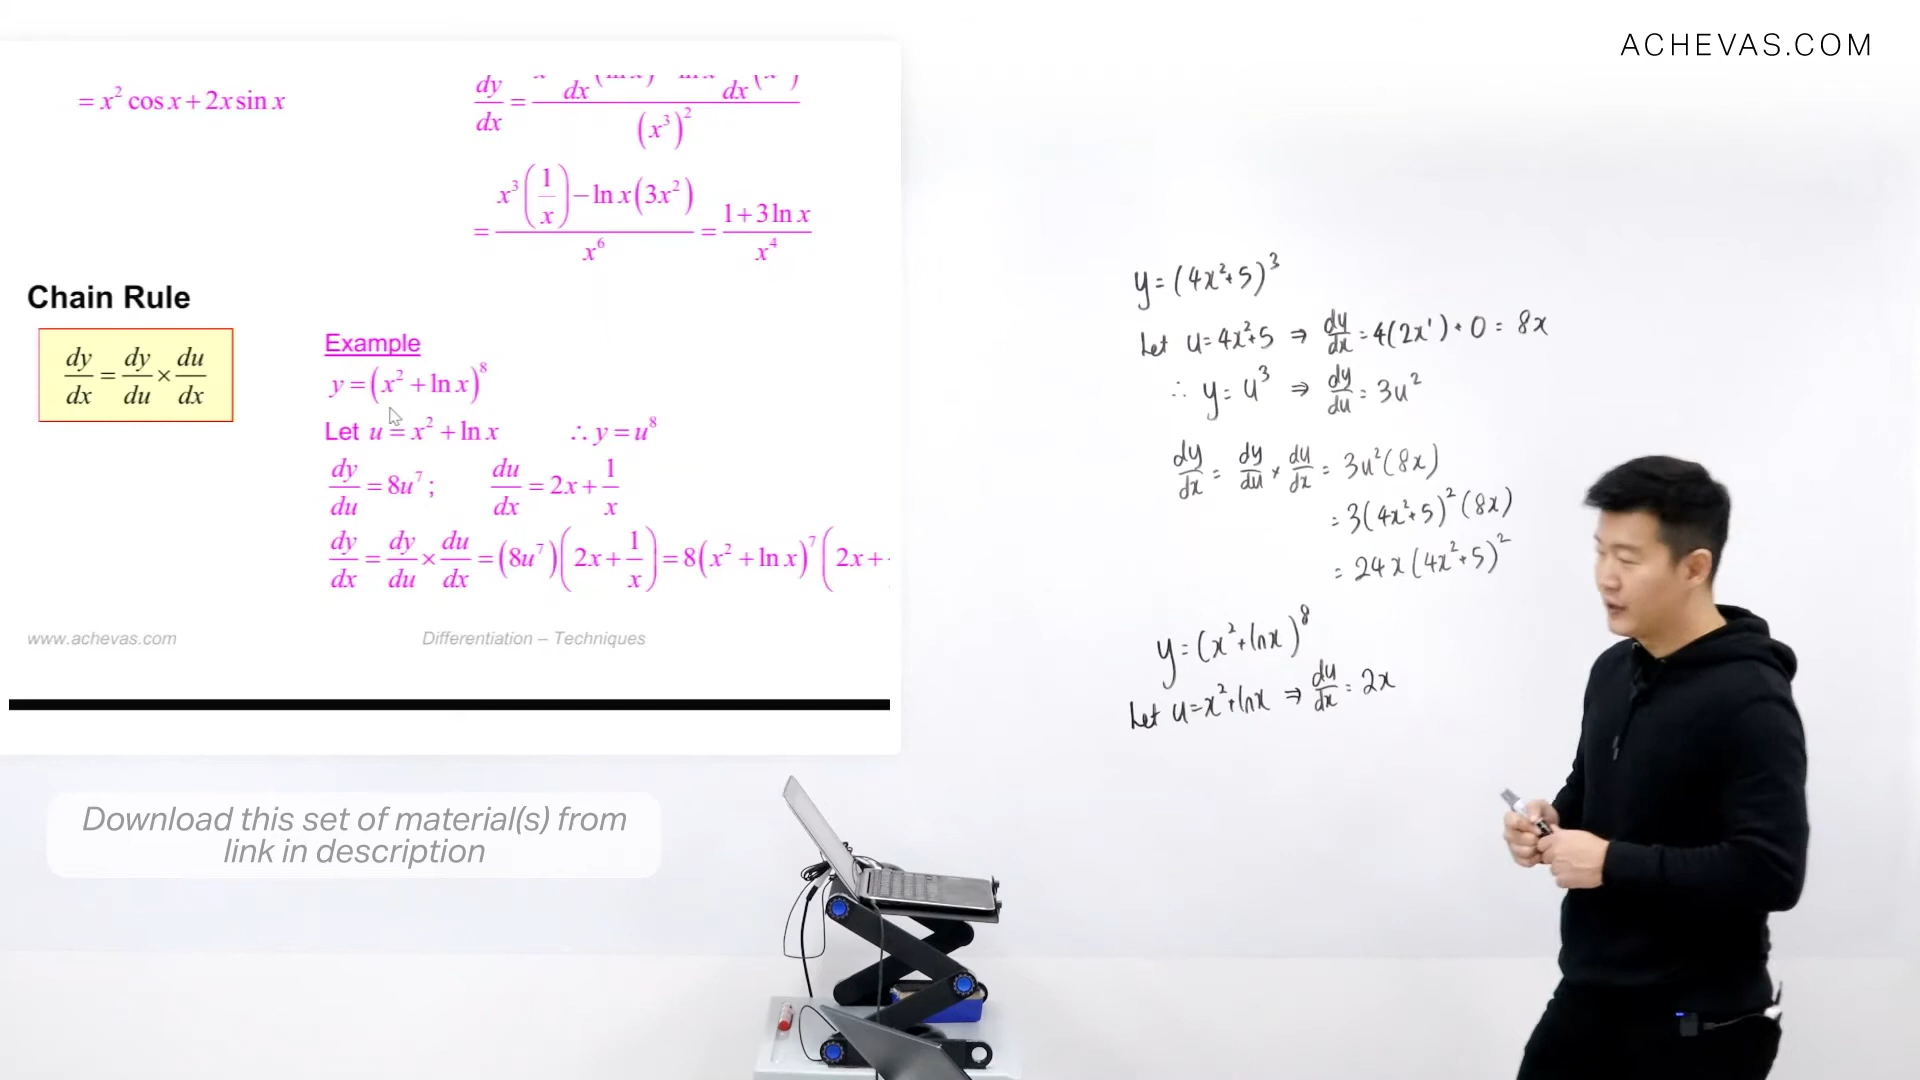 ACHEVAS.COM
= x² cos x + 2x sin x
dy/dx = / (x³)²
= (x³(1/x) − ln x(3x²)) / x⁶ = (1 + 3 ln x) / x⁴
Chain Rule
dy/dx = dy/du × du/dx
Example
y = (x² + ln x)⁸
Let u = x² + ln x ∴ y = u⁸
dy/du = 8u⁷ ; du/dx = 2x + 1/x
dy/dx = dy/du × du/dx = (8u⁷)(2x + 1/x) = 8(x² + ln x)⁷ (2x +
www.achevas.com Differentiation – Techniques
Download this set of material(s) from
link in description
y = (4x²+5)³
Let u = 4x²+5 ⇒ dy/dx = 4(2x¹) + 0 = 8x
∴ y = u³ ⇒ dy/du = 3u²
dy/dx = dy/du × du/dx = 3u²(8x)
= 3(4x²+5)²(8x)
= 24x(4x²+5)²
y = (x²+lnx)⁸
Let u = x²+lnx ⇒ du/dx = 2x